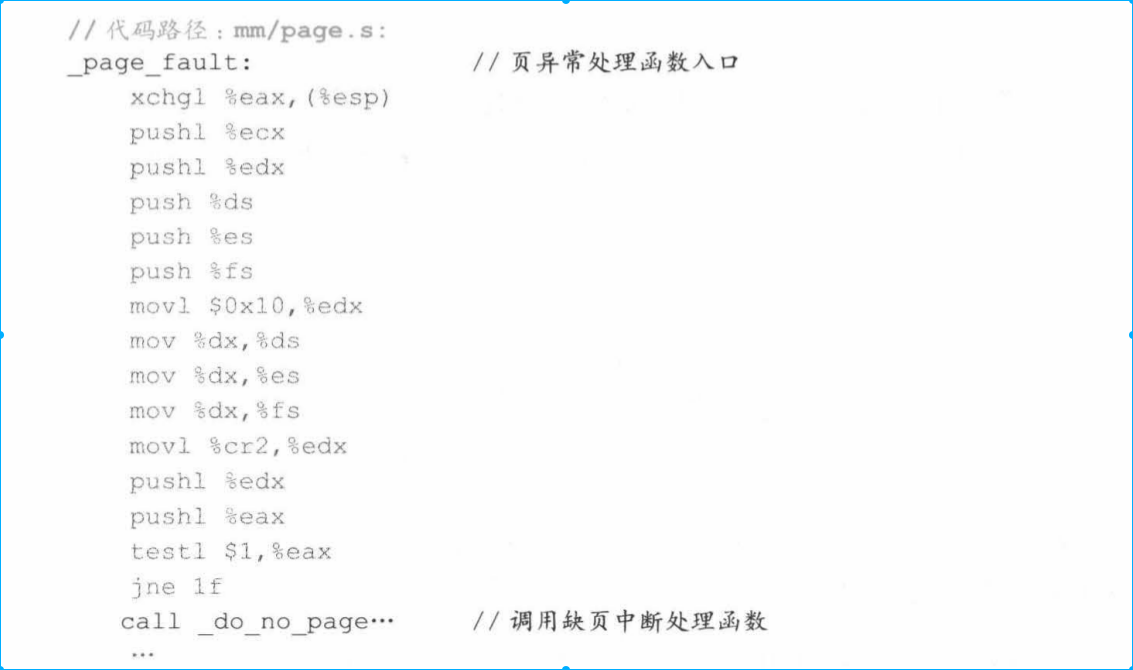 //代码路径:mm/page.s:
_page_fault: //页异常处理函数入口
xchgl %eax,(%esp)
pushl %ecx
pushl %edx
push %ds
push %es
push %fs
movl $0x10,%edx
mov %dx,%ds
mov %dx,%es
mov %dx,%fs
movl %cr2,%edx
pushl %edx
pushl %eax
testl $1,%eax
jne 1f
call _do_no_page… //调用缺页中断处理函数
…